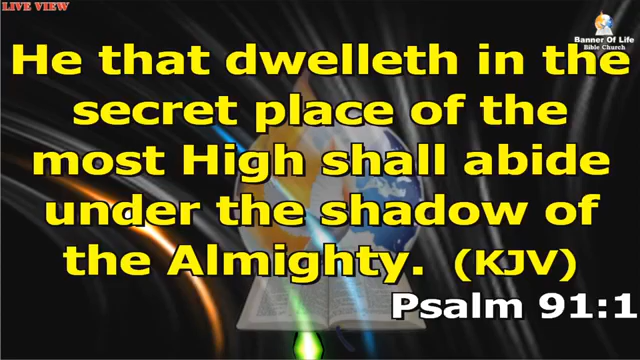 LIVE VIEW
Banner Of Life
Bible Church
He that dwelleth in the
secret place of the
most High shall abide
under the shadow of
the Almighty. (KJV)
Psalm 91:1